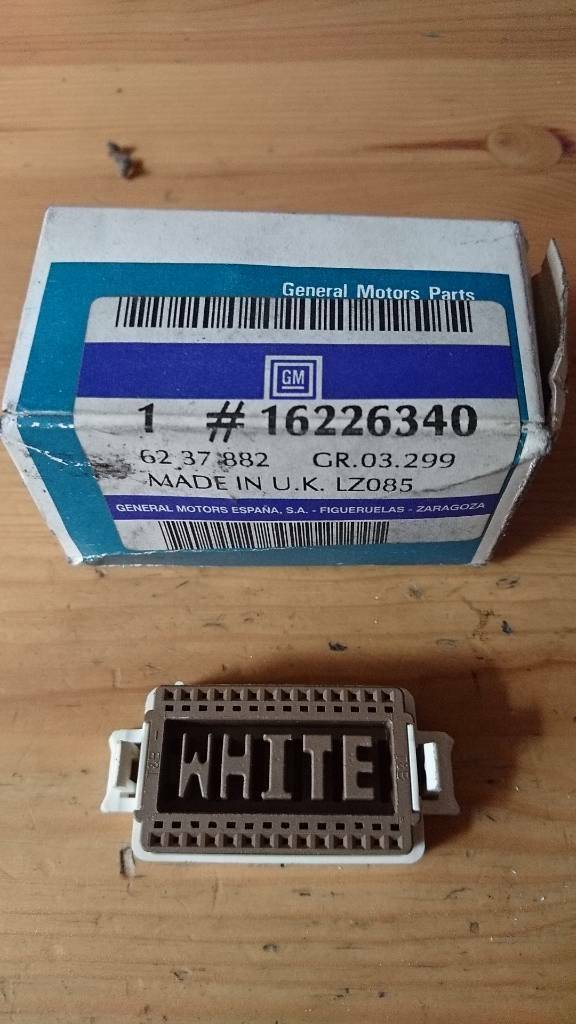 General Motors Parts
GM
1 # 16226340
62 37 882 GR.03.299
MADE IN U.K. LZ085
GENERAL MOTORS ESPAÑA, S.A. - FIGUERUELAS - ZARAGOZA
WHITE